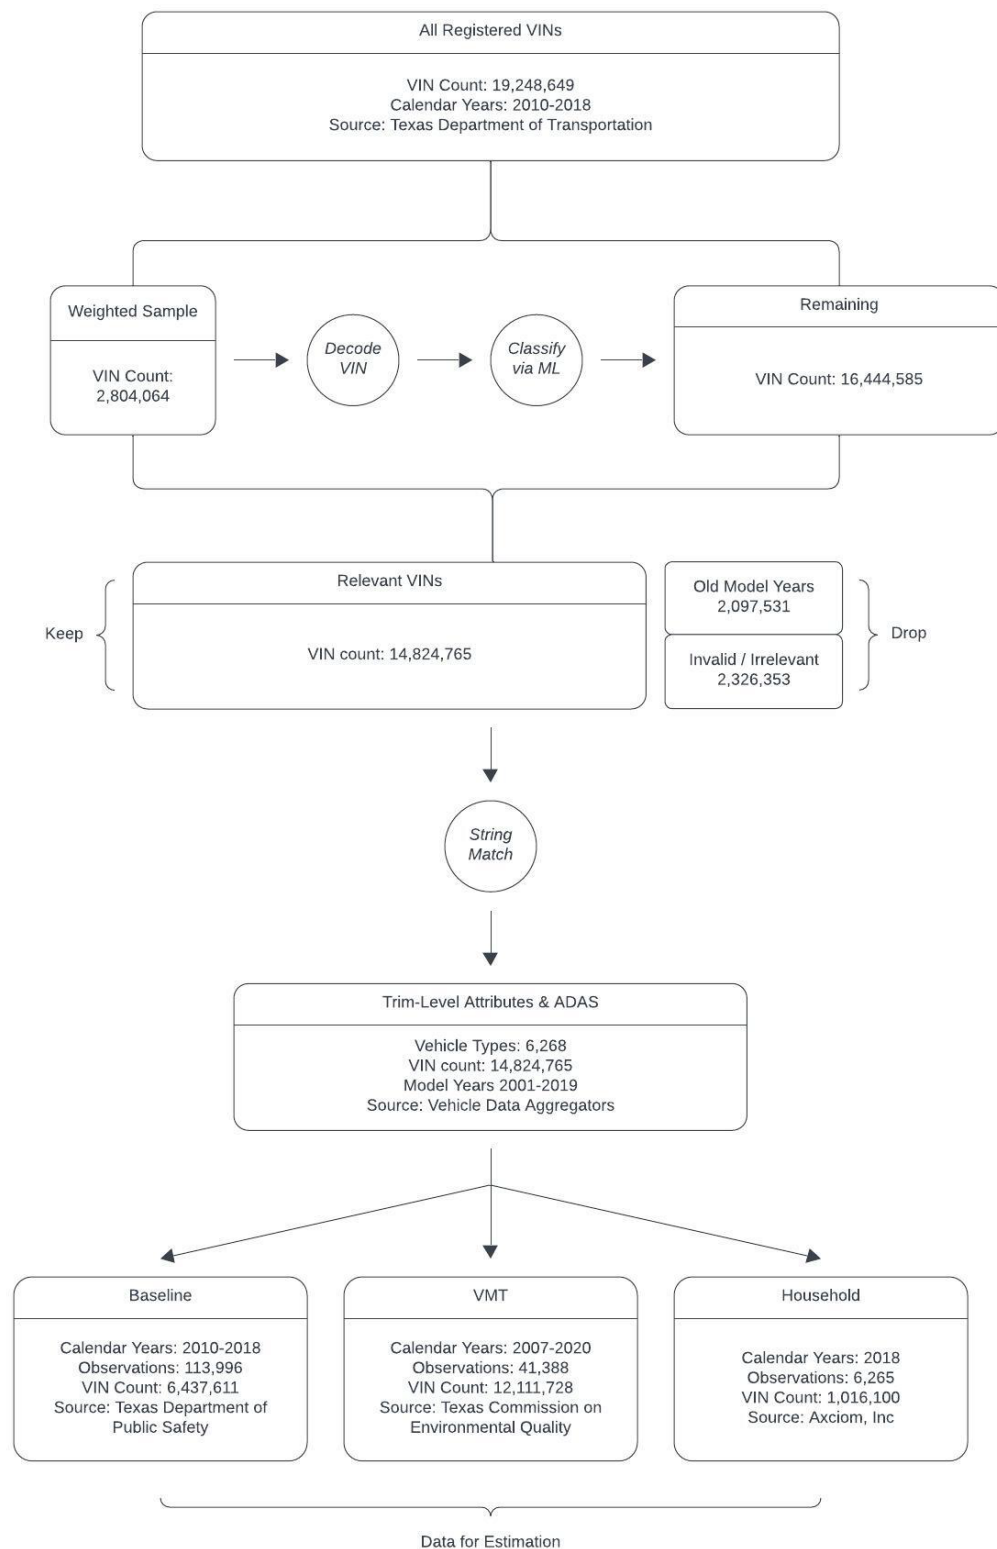 All Registered VINs
VIN Count: 19,248,649
Calendar Years: 2010-2018
Source: Texas Department of Transportation
Weighted Sample
VIN Count:
2,804,064
Decode
VIN
Classify
via ML
Remaining
VIN Count: 16,444,585
Keep
Relevant VINs
VIN count: 14,824,765
Old Model Years
2,097,531
Invalid / Irrelevant
2,326,353
Drop
String
Match
Trim-Level Attributes & ADAS
Vehicle Types: 6,268
VIN count: 14,824,765
Model Years 2001-2019
Source: Vehicle Data Aggregators
Baseline
Calendar Years: 2010-2018
Observations: 113,996
VIN Count: 6,437,611
Source: Texas Department of
Public Safety
VMT
Calendar Years: 2007-2020
Observations: 41,388
VIN Count: 12,111,728
Source: Texas Commission on
Environmental Quality
Household
Calendar Years: 2018
Observations: 6,265
VIN Count: 1,016,100
Source: Axciom, Inc
Data for Estimation